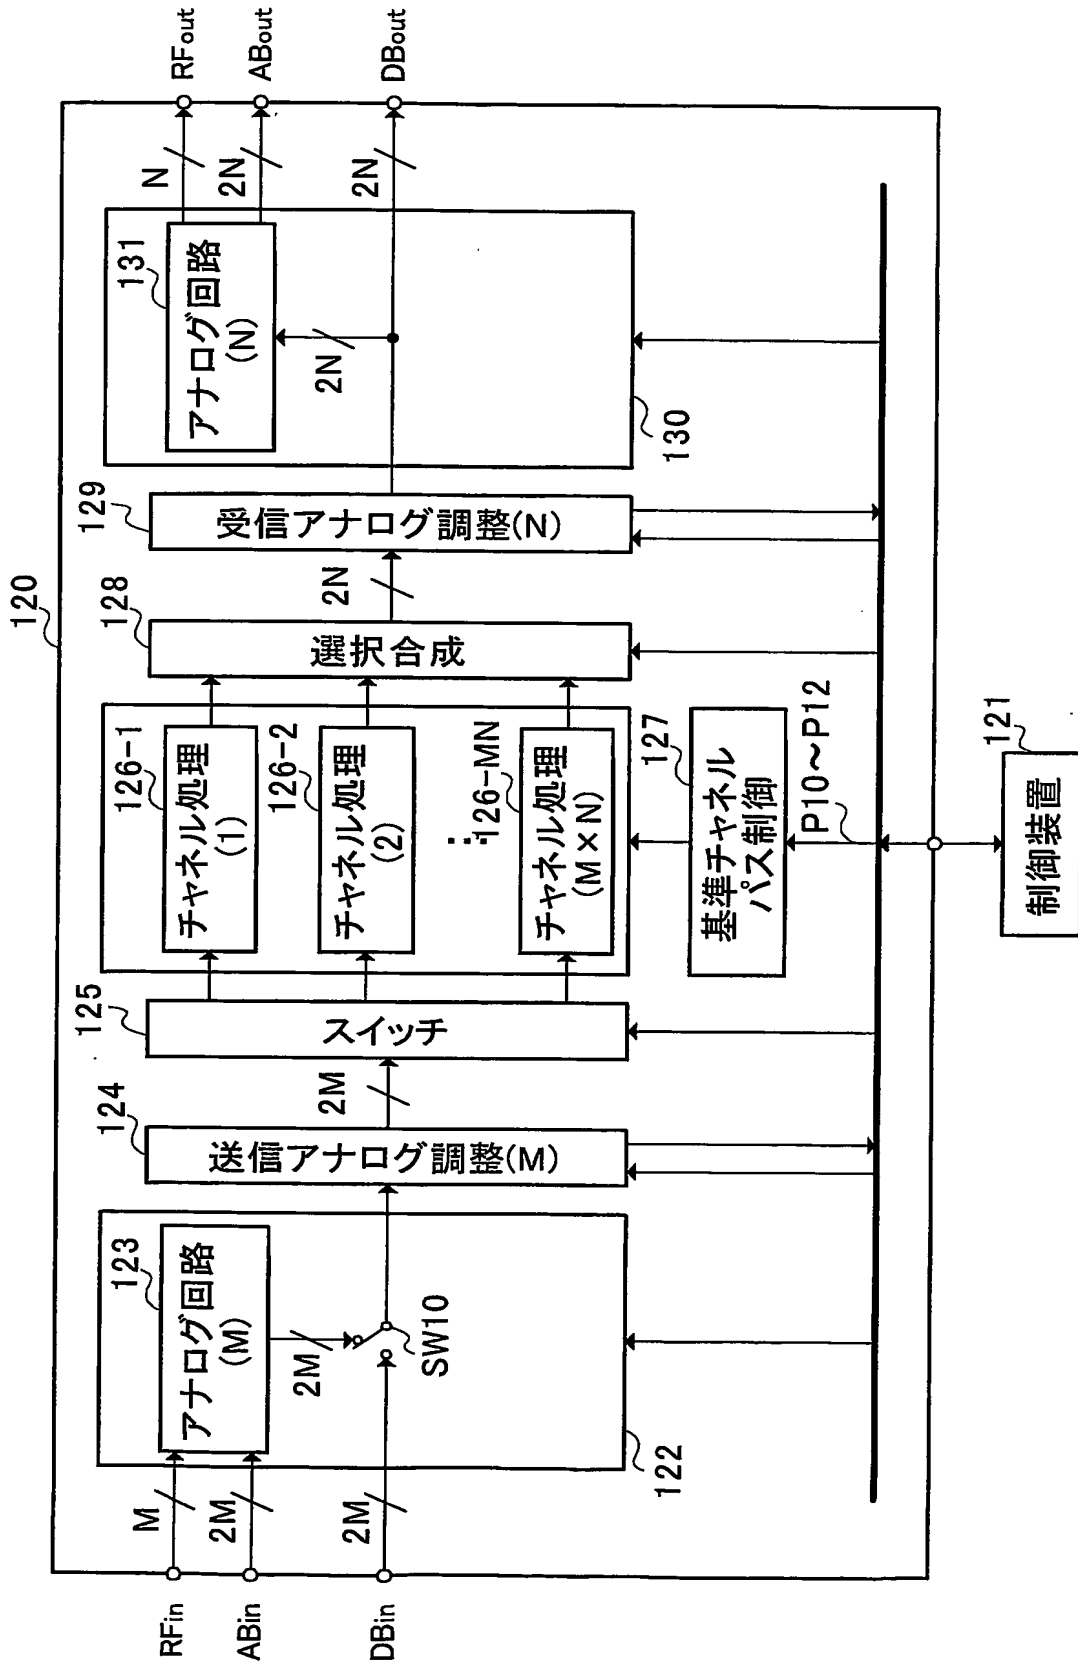 120
RFin
ABin
DBin
M
2M
2M
122
123
アナログ回路
(M)
2M
SW10
124
送信アナログ調整(M)
2M
125
スイッチ
126-1
チャネル処理
(1)
126-2
チャネル処理
(2)
126-MN
チャネル処理
(M×N)
127
基準チャネル
パス制御
P10～P12
121
制御装置
128
選択合成
2N
129
受信アナログ調整(N)
130
131
アナログ回路
(N)
2N
N
2N
2N
RFout
ABout
DBout